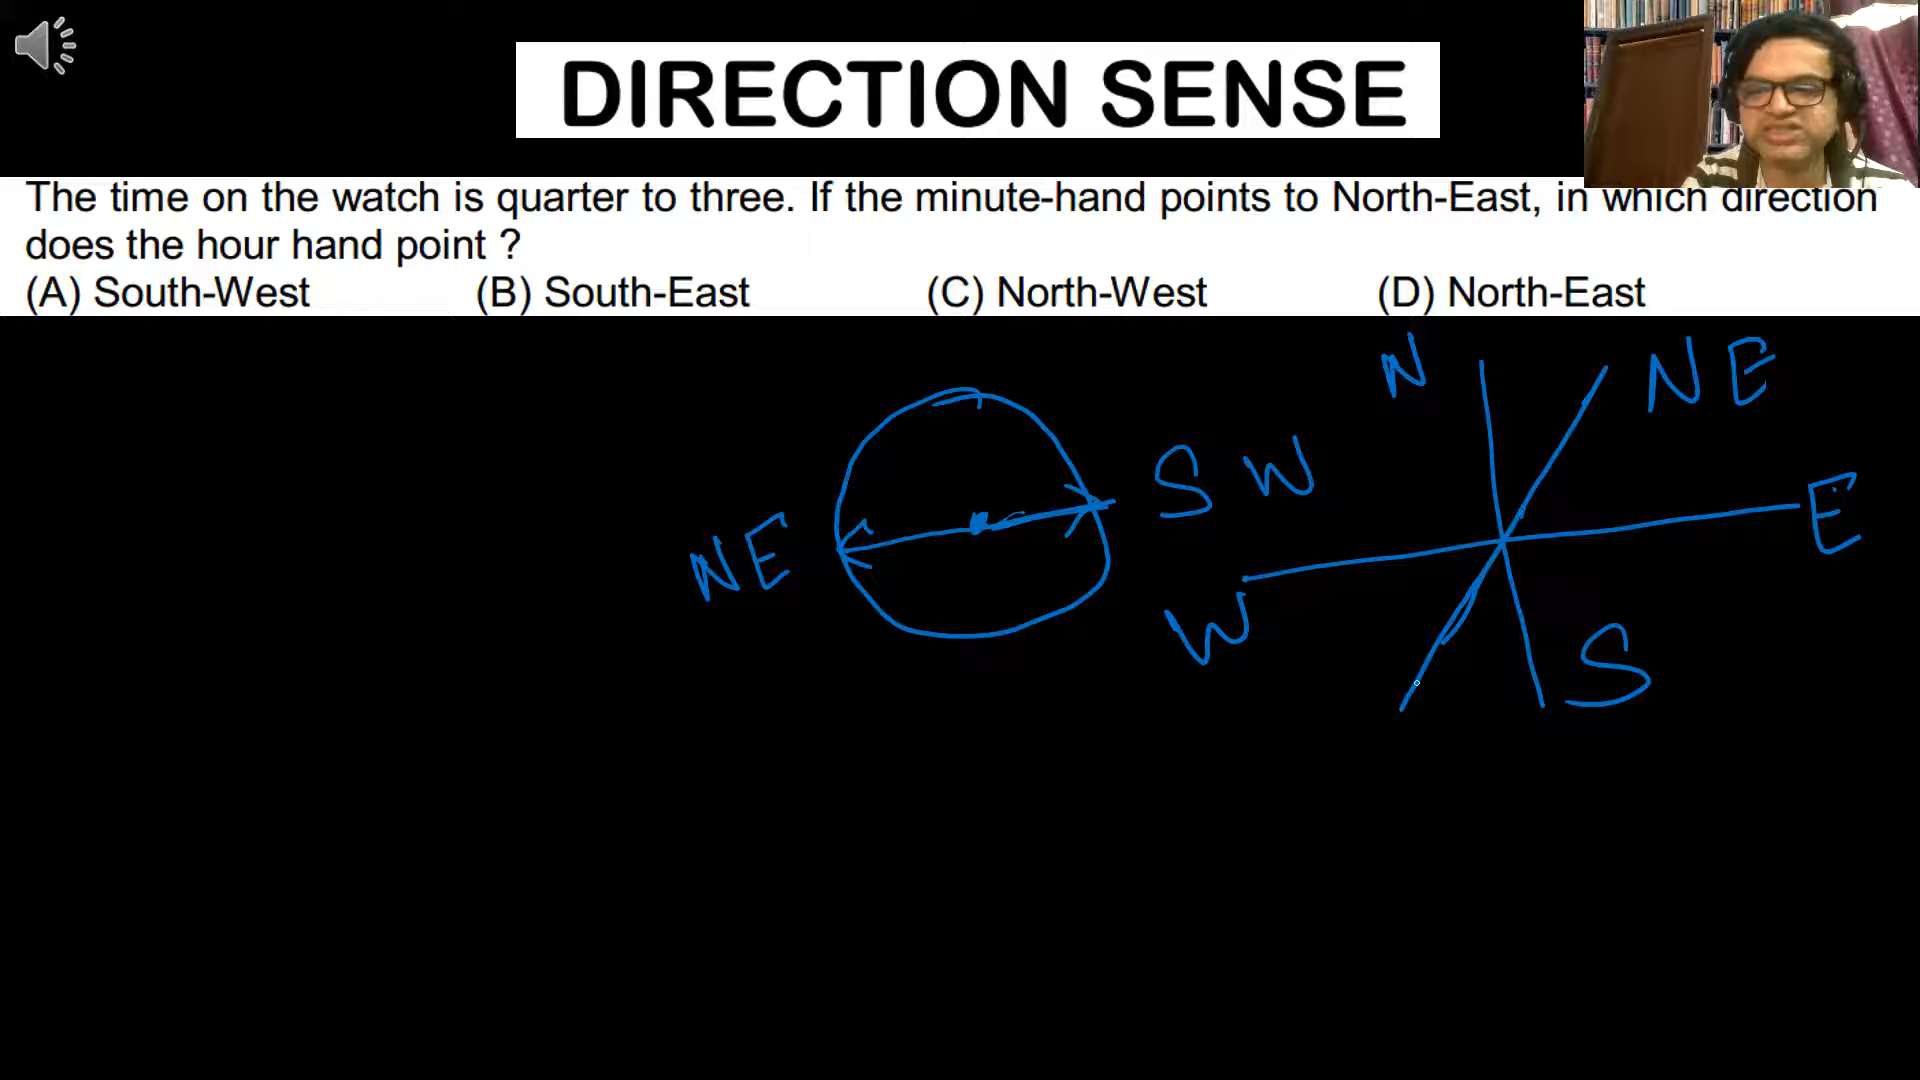 DIRECTION SENSE
The time on the watch is quarter to three. If the minute-hand points to North-East, in which direction
does the hour hand point ?
(A) South-West (B) South-East (C) North-West (D) North-East
N NE
SW
NE E
W
S